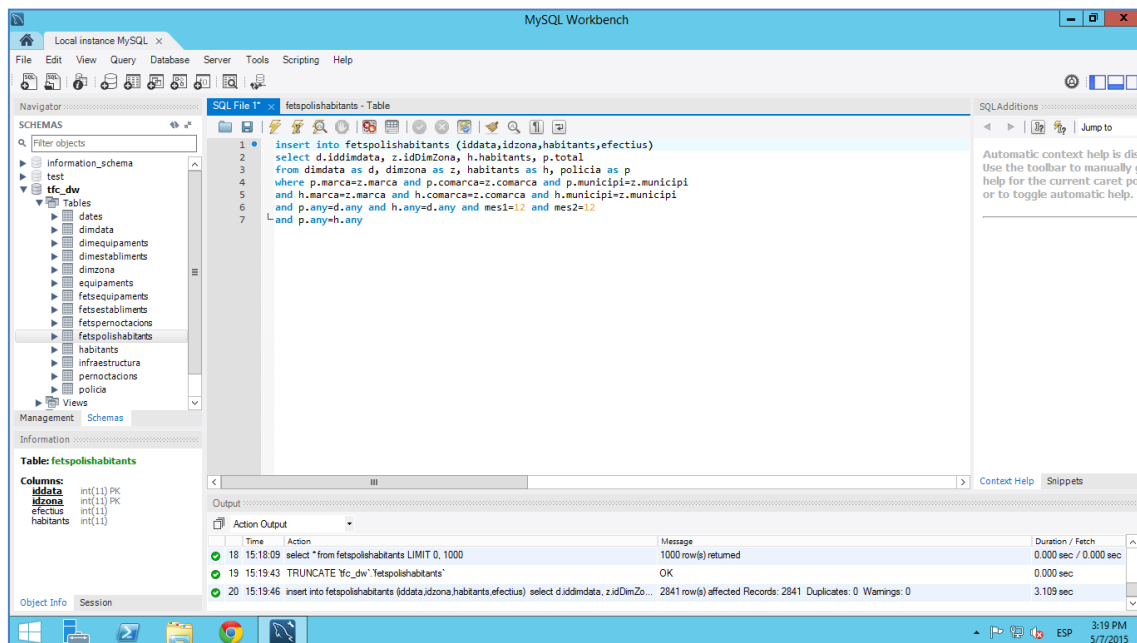 MySQL Workbench
Local instance MySQL ×
File Edit View Query Database Server Tools Scripting Help
Navigator
SCHEMAS
Filter objects
information_schema
test
tfc_dw
Tables
dates
dimdata
dimequipaments
dimestabliments
dimzona
equipaments
fetsequipaments
fetsestabliments
fetspernoctacions
fetspolishabitants
habitants
infraestructura
pernoctacions
policia
Views
Management Schemas
Information
Table: fetspolishabitants
Columns:
iddata int(11) PK
idzona int(11) PK
efectius int(11)
habitants int(11)
Object Info Session
SQL File 1* × fetspolishabitants - Table
1 insert into fetspolishabitants (iddata,idzona,habitants,efectius)
2 select d.iddimdata, z.idDimZona, h.habitants, p.total
3 from dimdata as d, dimzona as z, habitants as h, policia as p
4 where p.marca=z.marca and p.comarca=z.comarca and p.municipi=z.municipi
5 and h.marca=z.marca and h.comarca=z.comarca and h.municipi=z.municipi
6 and p.any=d.any and h.any=d.any and mes1=12 and mes2=12
7 and p.any=h.any
SQLAdditions
Jump to
Automatic context help is dis
Use the toolbar to manually g
help for the current caret po
or to toggle automatic help.
Context Help Snippets
Output
Action Output
Time Action Message Duration / Fetch
18 15:18:09 select * from fetspolishabitants LIMIT 0, 1000 1000 row(s) returned 0.000 sec / 0.000 sec
19 15:19:43 TRUNCATE `tfc_dw`.`fetspolishabitants` OK 0.000 sec
20 15:19:46 insert into fetspolishabitants (iddata,idzona,habitants,efectius) select d.iddimdata, z.idDimZo... 2841 row(s) affected Records: 2841 Duplicates: 0 Warnings: 0 3.109 sec
ESP
3:19 PM
5/7/2015